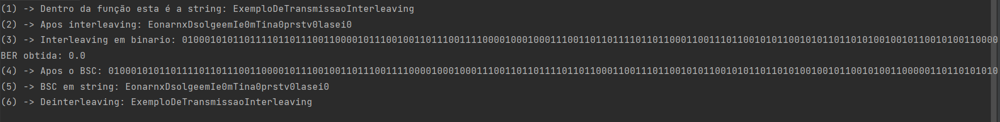 (1) -> Dentro da função esta é a string: ExemploDeTransmissaoInterleaving
(2) -> Apos interleaving: EonarnxDsolgeemIe0mTina0prstv0lasei0
(3) -> Interleaving em binario: 010001010110111101101110011000010111001001101110011110000100010001110011011011110110110001100111011001010110010101101101010010010110010100110000
BER obtida: 0.0
(4) -> Apos o BSC: 0100010101101111011011100110000101110010011011100111100001000100011100110110111101101100011001110110010101100101011011010100100101100101001100000110110101010
(5) -> BSC em string: EonarnxDsolgeemIe0mTina0prstv0lasei0
(6) -> Deinterleaving: ExemploDeTransmissaoInterleaving